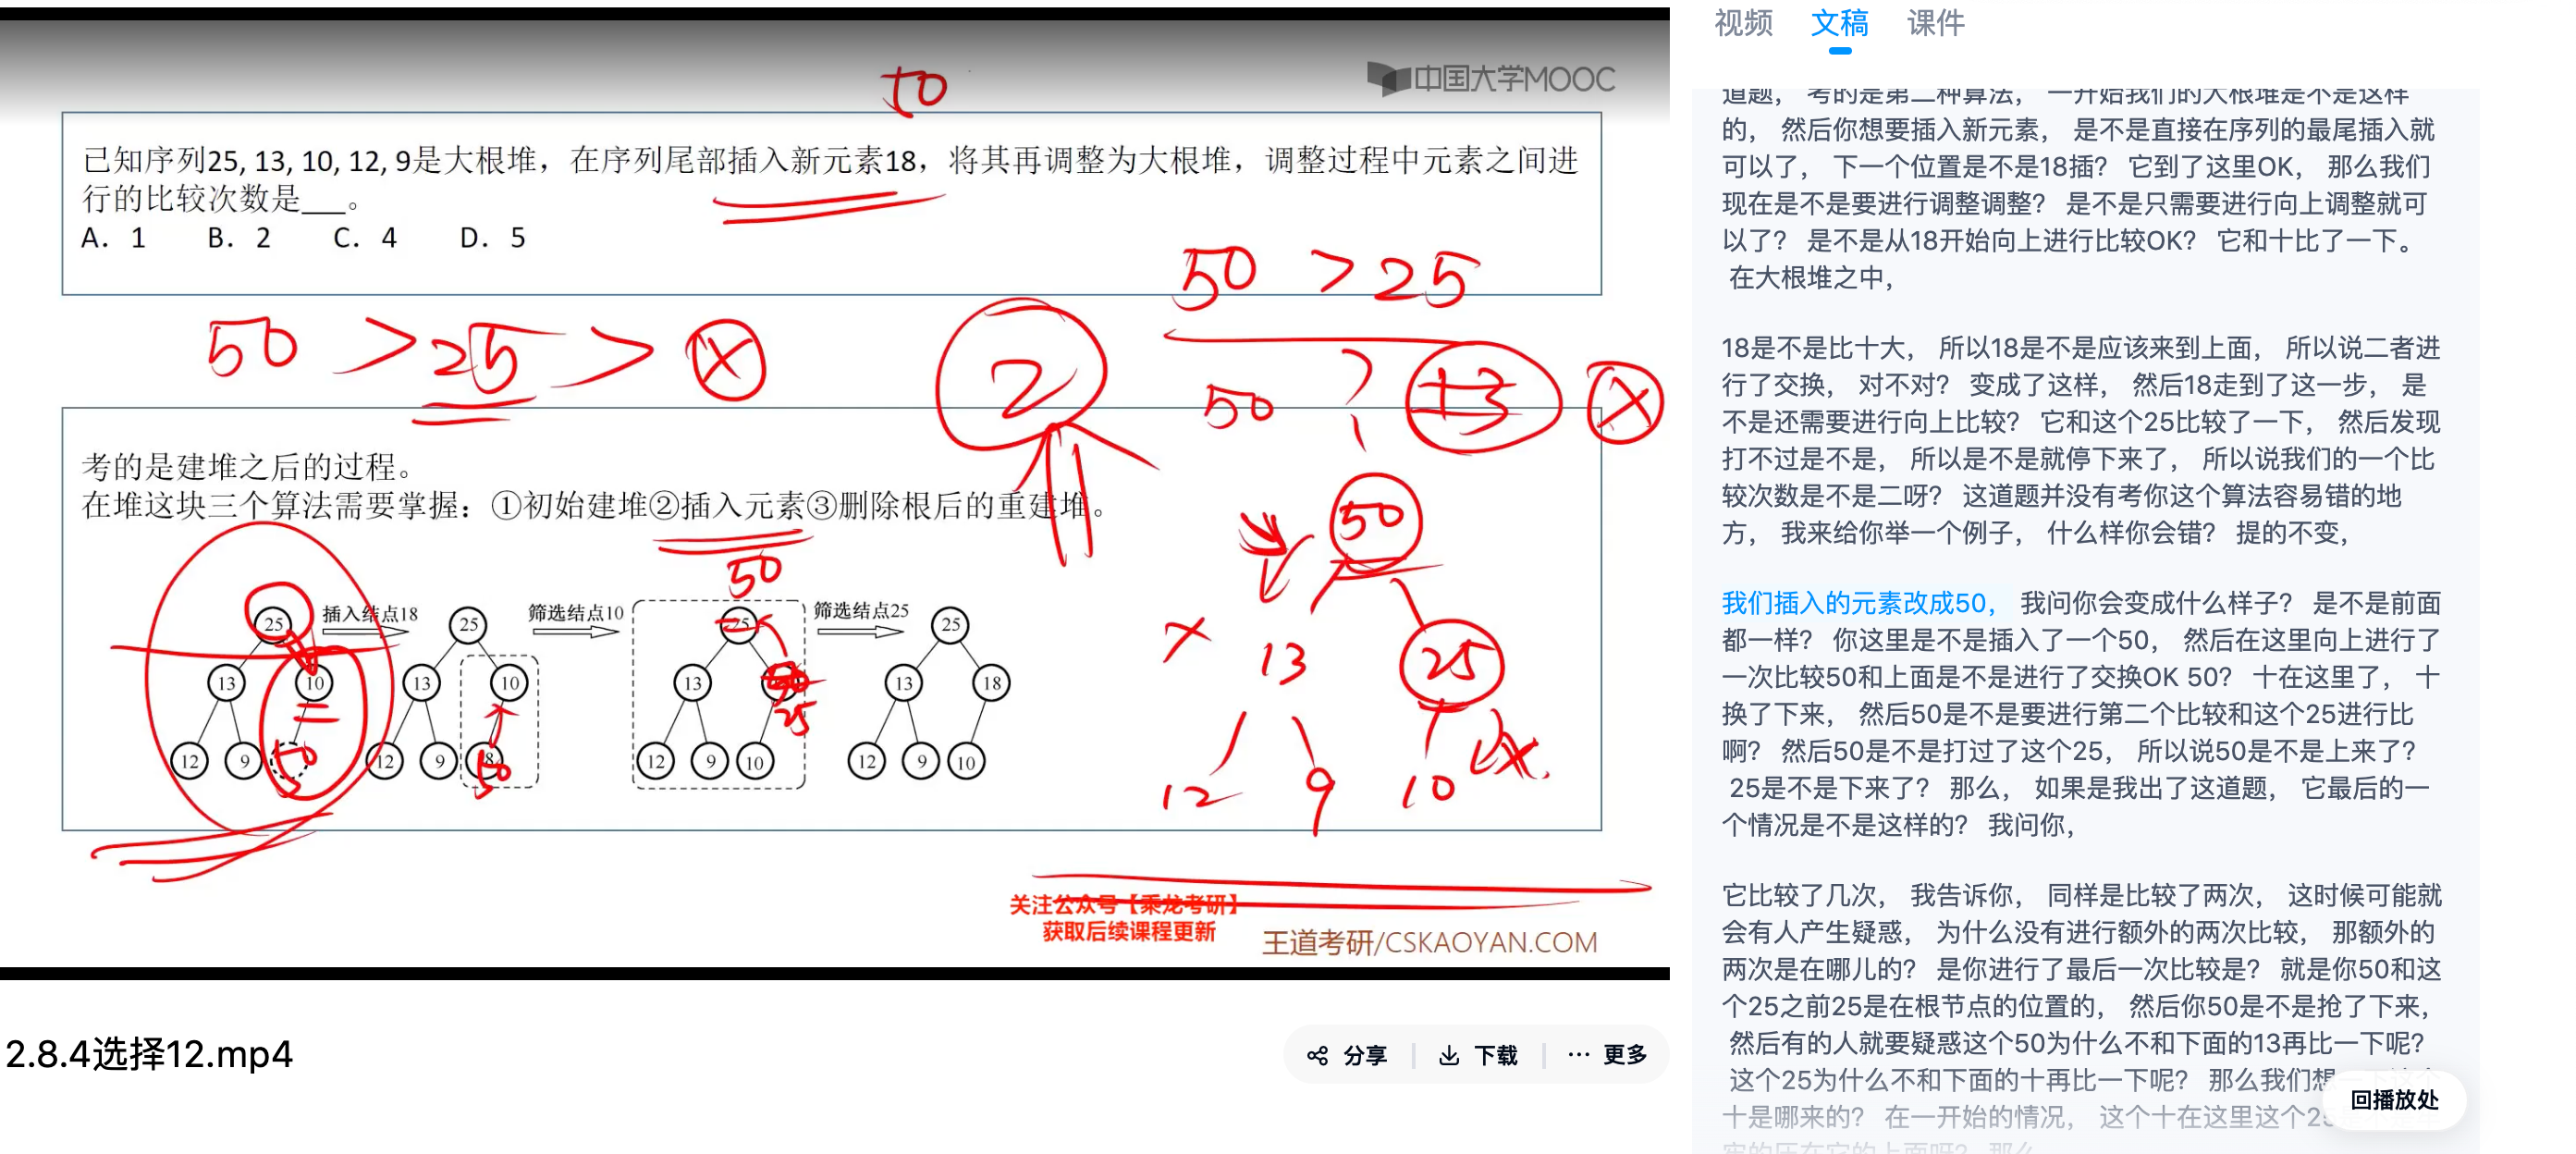 中国大学MOOC
10
已知序列25, 13, 10, 12, 9是大根堆，在序列尾部插入新元素18，将其再调整为大根堆，调整过程中元素之间进
行的比较次数是___。
A. 1 B. 2 C. 4 D. 5
50 > 25
50 > 25 > X
2
50 ? 13 X
考的是建堆之后的过程。
在堆这块三个算法需要掌握：①初始建堆②插入元素③删除根后的重建堆。
50
50
25 插入结点18 25 筛选结点10 25 筛选结点25 25
13 10 13 10 13 13 18
25
X 13 25
12 9 50 12 9 50 12 9 10 12 9 10
12 9 10 X
关注公众号【乘龙考研】
获取后续课程更新
王道考研/CSKAOYAN.COM
2.8.4选择12.mp4
分享 下载 更多
视频 文稿 课件
道题， 考的是第二种算法， 一开始我们的大根堆是不是这样
的， 然后你想要插入新元素， 是不是直接在序列的最尾插入就
可以了， 下一个位置是不是18插? 它到了这里OK， 那么我们
现在是不是要进行调整调整? 是不是只需要进行向上调整就可
以了? 是不是从18开始向上进行比较OK? 它和十比了一下。
在大根堆之中，
18是不是比十大， 所以18是不是应该来到上面， 所以说二者进
行了交换， 对不对? 变成了这样， 然后18走到了这一步， 是
不是还需要进行向上比较? 它和这个25比较了一下， 然后发现
打不过是不是， 所以是不是就停下来了， 所以说我们的一个比
较次数是不是二呀? 这道题并没有考你这个算法容易错的地
方， 我来给你举一个例子， 什么样你会错? 提的不变，
我们插入的元素改成50， 我问你会变成什么样子? 是不是前面
都一样? 你这里是不是插入了一个50， 然后在这里向上进行了
一次比较50和上面是不是进行了交换OK 50? 十在这里了， 十
换了下来， 然后50是不是要进行第二个比较和这个25进行比
啊? 然后50是不是打过了这个25， 所以说50是不是上来了?
25是不是下来了? 那么， 如果是我出了这道题， 它最后的一
个情况是不是这样的? 我问你，
它比较了几次， 我告诉你， 同样是比较了两次， 这时候可能就
会有人产生疑惑， 为什么没有进行额外的两次比较， 那额外的
两次是在哪儿的? 是你进行了最后一次比较是? 就是你50和这
个25之前25是在根节点的位置的， 然后你50是不是抢了下来，
然后有的人就要疑惑这个50为什么不和下面的13再比一下呢?
这个25为什么不和下面的十再比一下呢? 那么我们想
十是哪来的? 在一开始的情况， 这个十在这里这个2
回播放处